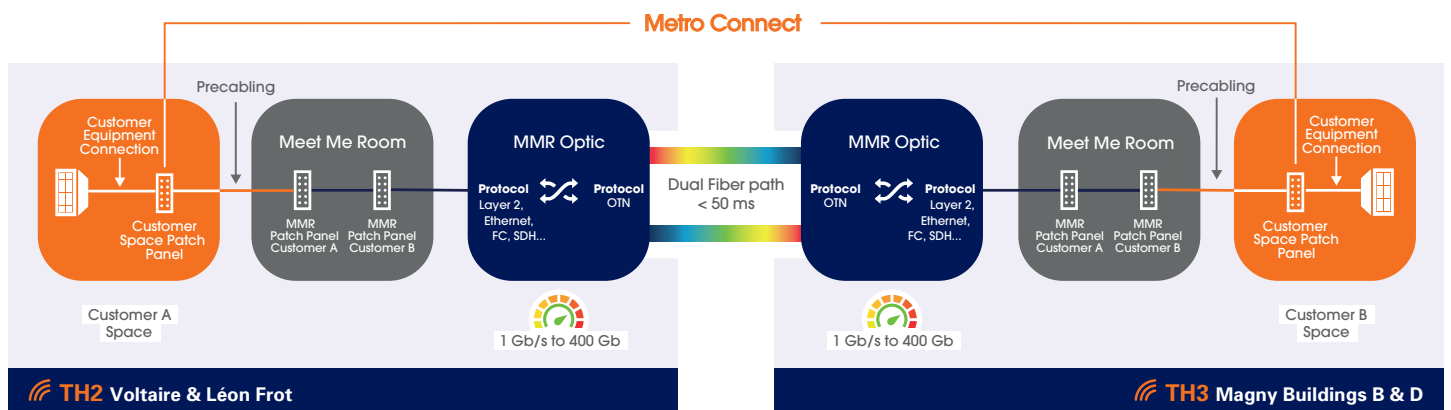 Metro Connect
Precabling
Customer
Equipment
Connection
Customer
Space Patch
Panel
Customer A
Space
Meet Me Room
MMR
Patch Panel
Customer A
MMR
Patch Panel
Customer B
MMR Optic
Protocol
Layer 2,
Ethernet,
FC, SDH...
Protocol
OTN
1 Gb/s to 400 Gb
Dual Fiber path
< 50 ms
MMR Optic
Protocol
OTN
Protocol
Layer 2,
Ethernet,
FC, SDH...
1 Gb/s to 400 Gb
Meet Me Room
MMR
Patch Panel
Customer A
MMR
Patch Panel
Customer B
Precabling
Customer
Equipment
Connection
Customer
Space Patch
Panel
Customer B
Space
TH2 Voltaire & Léon Frot
TH3 Magny Buildings B & D